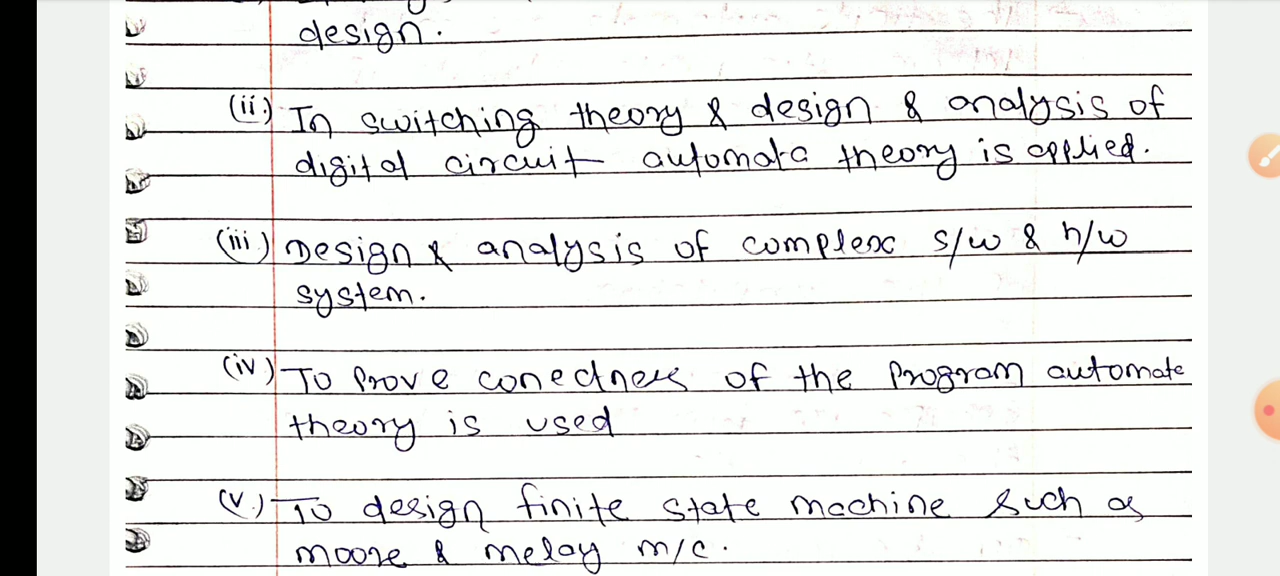 design.
(ii.) In switching theory & design & analysis of
digital circuit automata theory is applied.
(iii.) Design & analysis of complex s/w & h/w
system.
(iv) To Prove conectness of the Program automate
theory is used
(v.) To design finite state machine such as
moore & melay m/c.